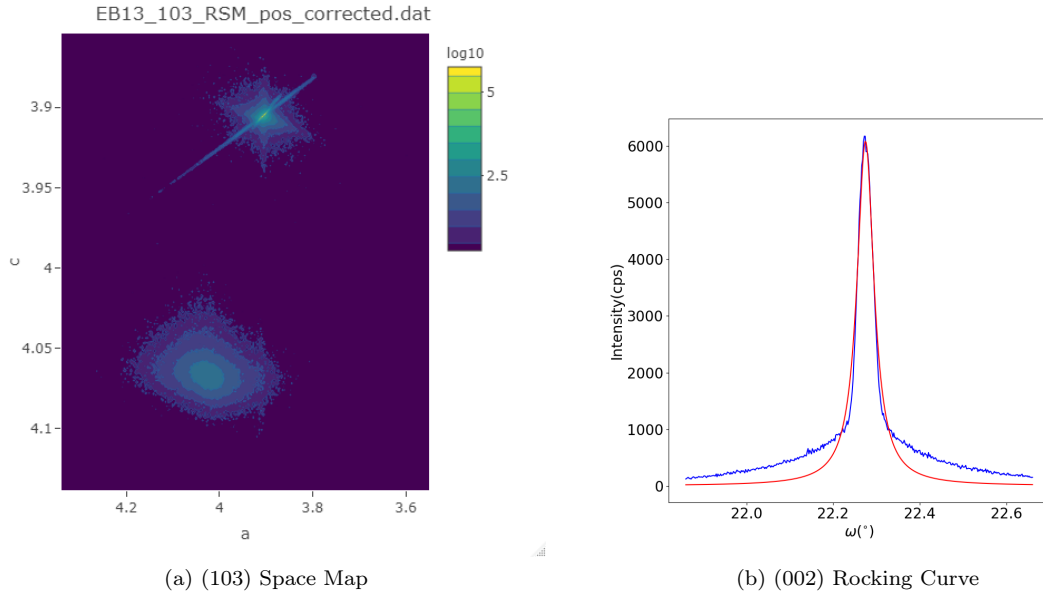 EB13_103_RSM_pos_corrected.dat
log10
5
2.5
3.9
3.95
4
4.05
4.1
c
4.2
4
3.8
3.6
a
(a) (103) Space Map
6000
5000
4000
3000
2000
1000
0
Intensity(cps)
22.0
22.2
22.4
22.6
ω(°)
(b) (002) Rocking Curve